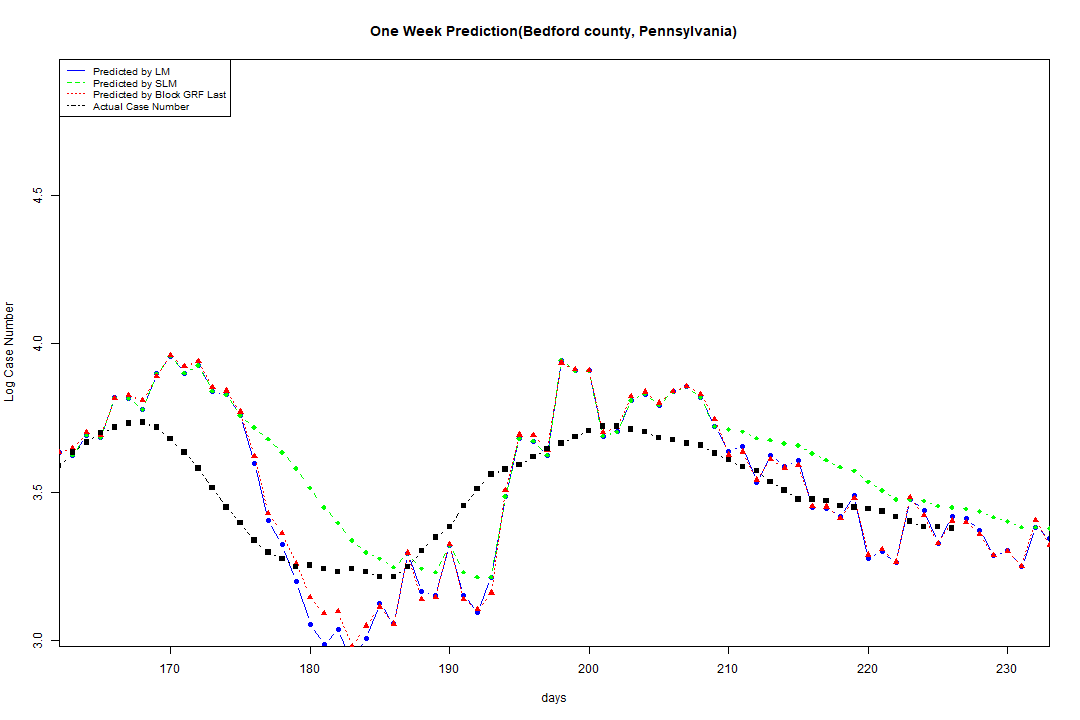 One Week Prediction(Bedford county, Pennsylvania)
Predicted by LM
Predicted by SLM
Predicted by Block GRF Last
Actual Case Number
4.5
4.0
3.5
3.0
Log Case Number
170 180 190 200 210 220 230
days